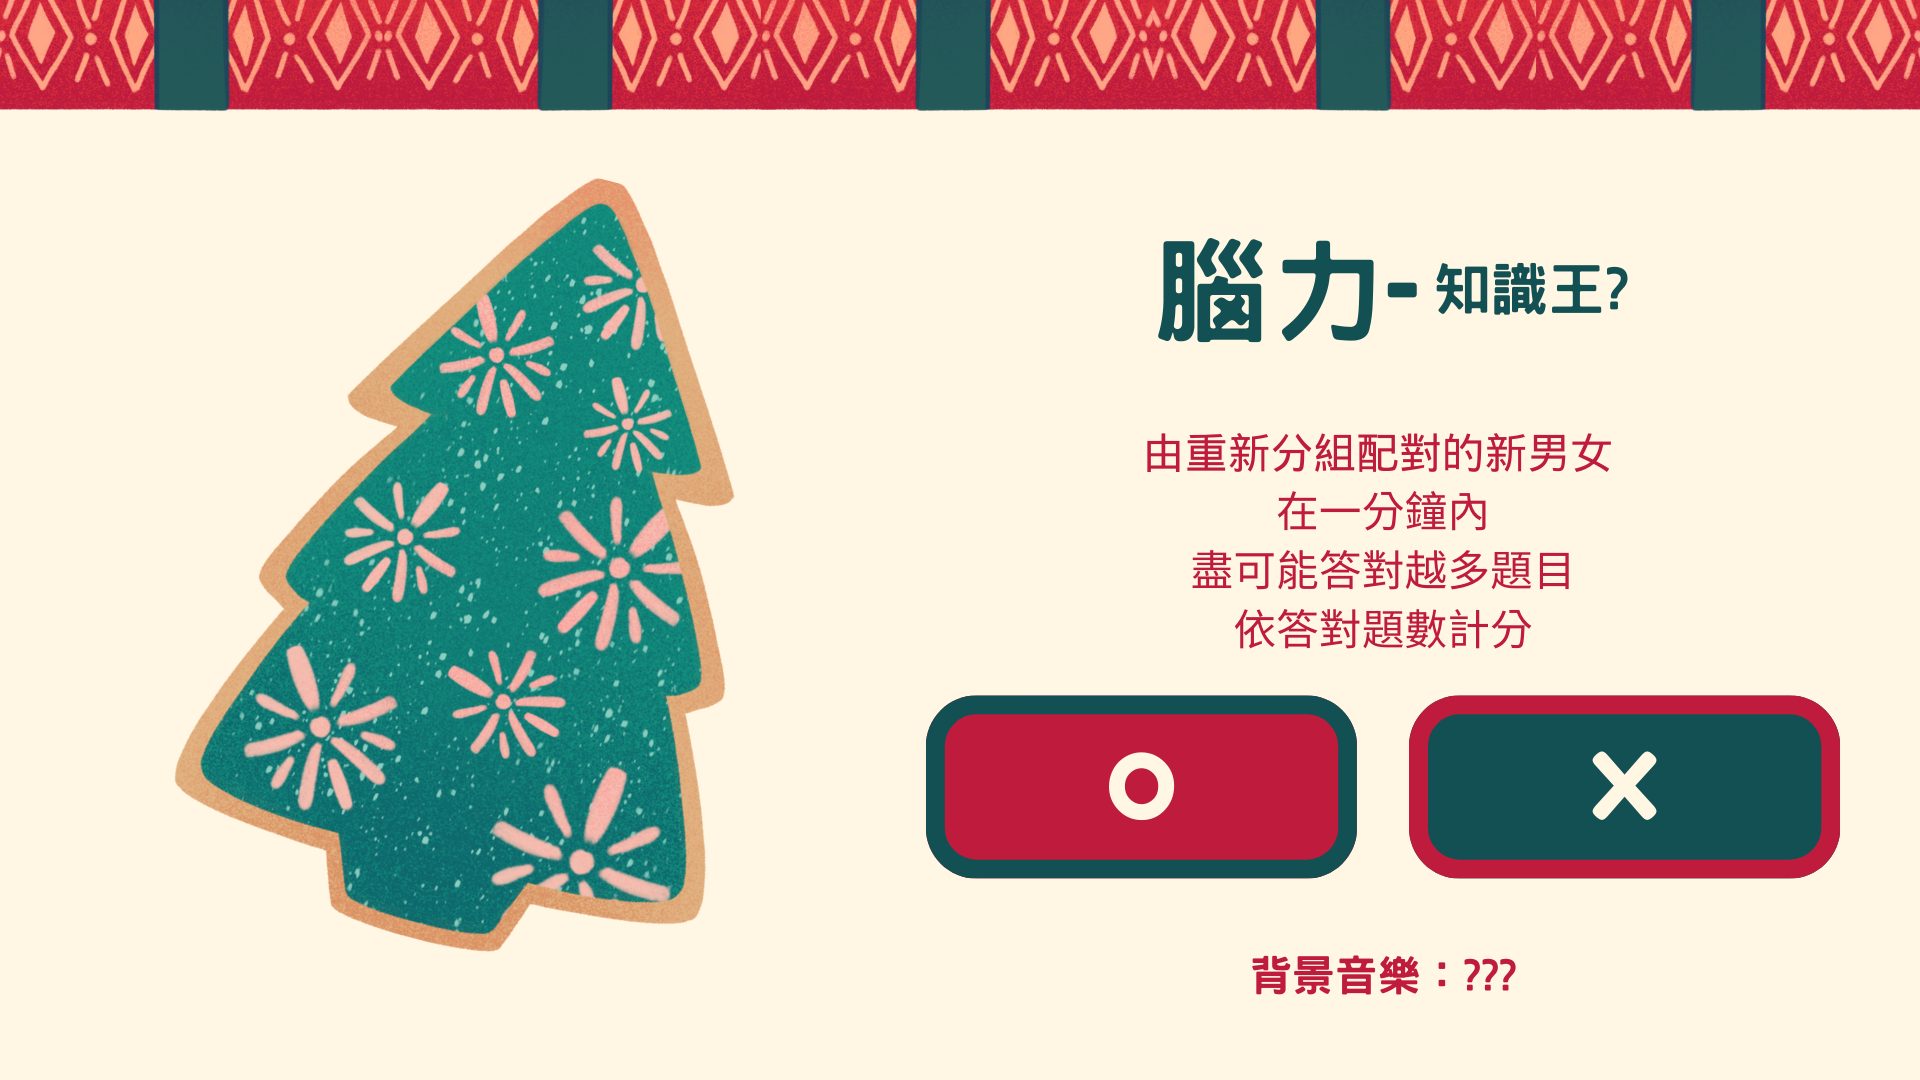 腦力-知識王?
由重新分組配對的新男女
在一分鐘內
盡可能答對越多題目
依答對題數計分
O X
背景音樂：???